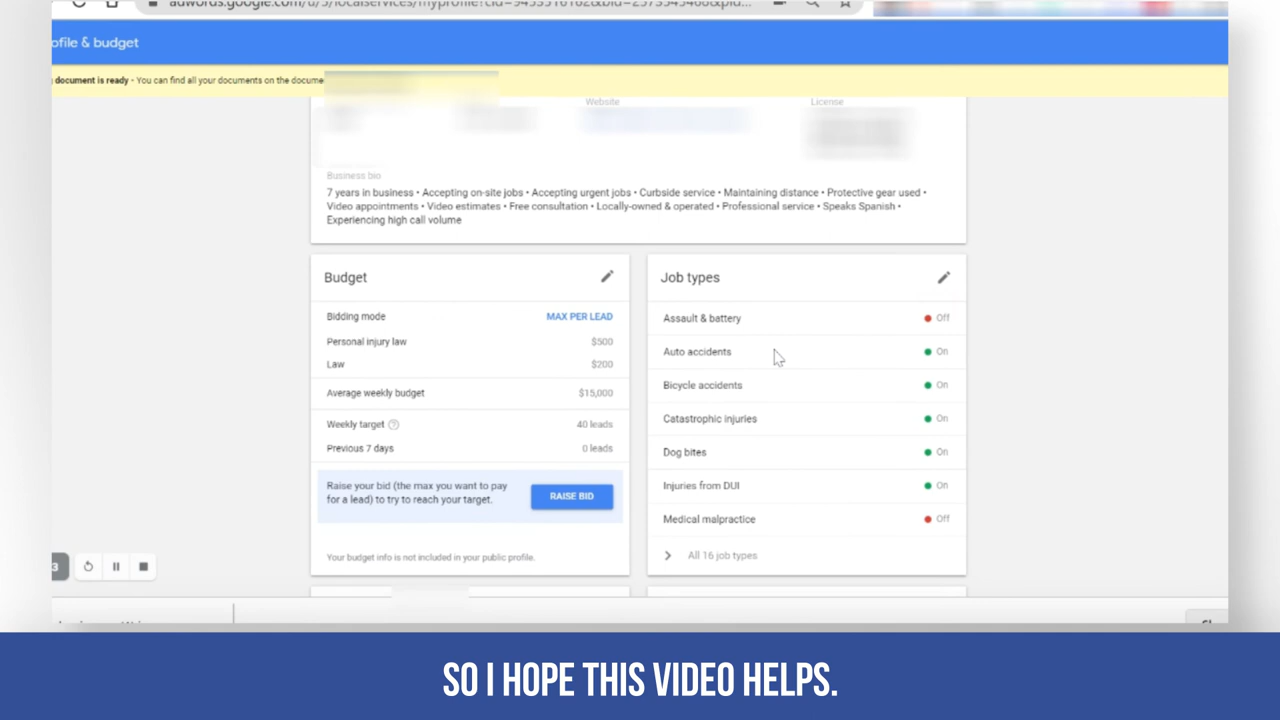 ofile & budget
document is ready - You can find all your documents on the docume
Website
License
Business bio
7 years in business • Accepting on-site jobs • Accepting urgent jobs • Curbside service • Maintaining distance • Protective gear used •
Video appointments • Video estimates • Free consultation • Locally-owned & operated • Professional service • Speaks Spanish •
Experiencing high call volume
Budget
Bidding mode MAX PER LEAD
Personal injury law $500
Law $200
Average weekly budget $15,000
Weekly target 40 leads
Previous 7 days 0 leads
Raise your bid (the max you want to pay
for a lead) to try to reach your target.
RAISE BID
Your budget info is not included in your public profile.
Job types
Assault & battery Off
Auto accidents On
Bicycle accidents On
Catastrophic injuries On
Dog bites On
Injuries from DUI On
Medical malpractice Off
All 16 job types
3
SO I HOPE THIS VIDEO HELPS.